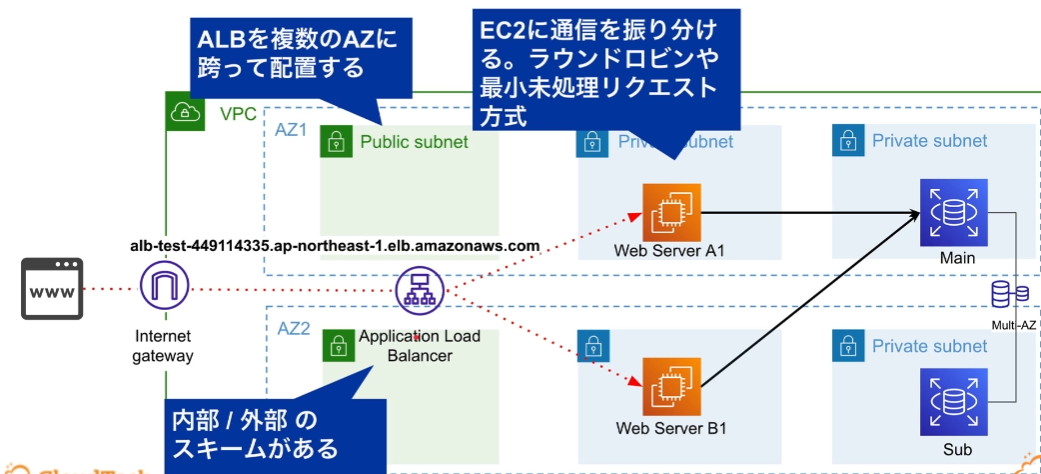 ALBを複数のAZに
跨って配置する
EC2に通信を振り分け
る。ラウンドロビンや
最小未処理リクエスト
方式
VPC
AZ1
Public subnet
Private subnet
Private subnet
alb-test-449114335.ap-northeast-1.elb.amazonaws.com
Web Server A1
Main
www
Internet
gateway
AZ2
Application Load
Balancer
Multi-AZ
Private subnet
内部 / 外部 の
スキームがある
Web Server B1
Sub